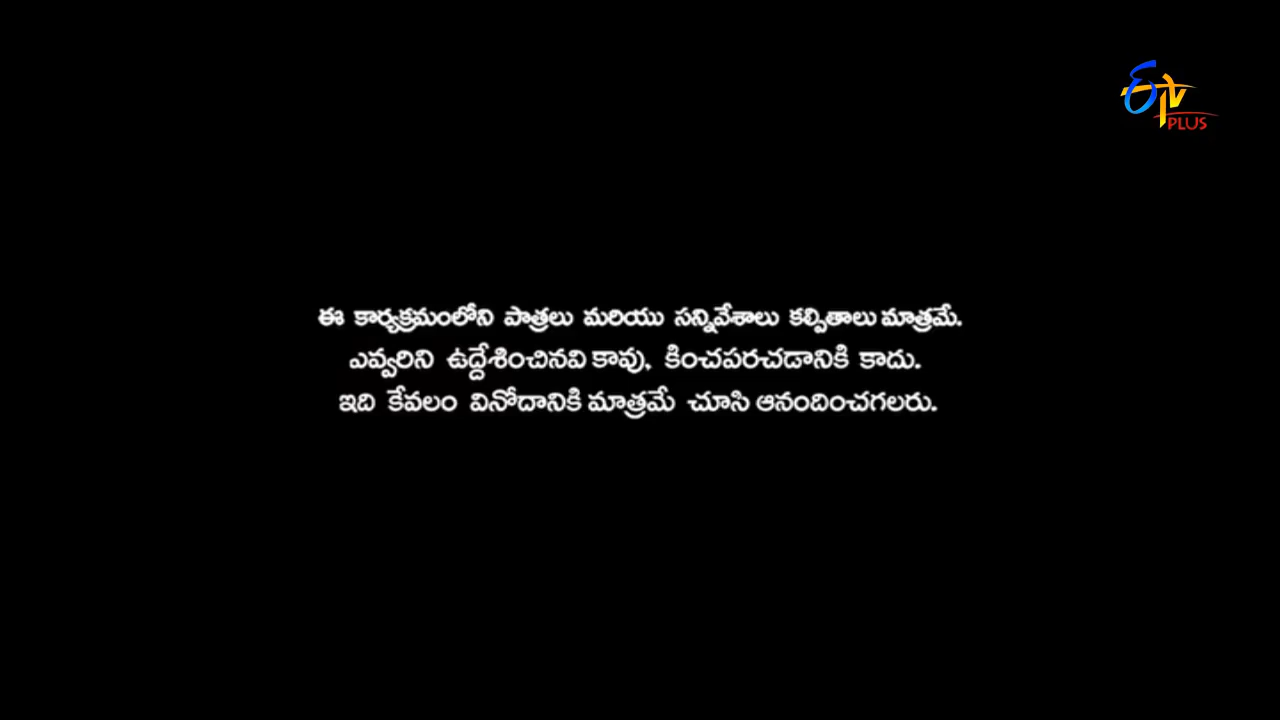 ETV
PLUS
ఈ కార్యక్రమంలోని పాత్రలు మరియు సన్నివేశాలు కల్పితాలు మాత్రమే.
ఎవ్వరిని ఉద్దేశించినవి కావు, కించపరచడానికి కాదు.
ఇది కేవలం వినోదానికి మాత్రమే చూసి ఆనందించగలరు.